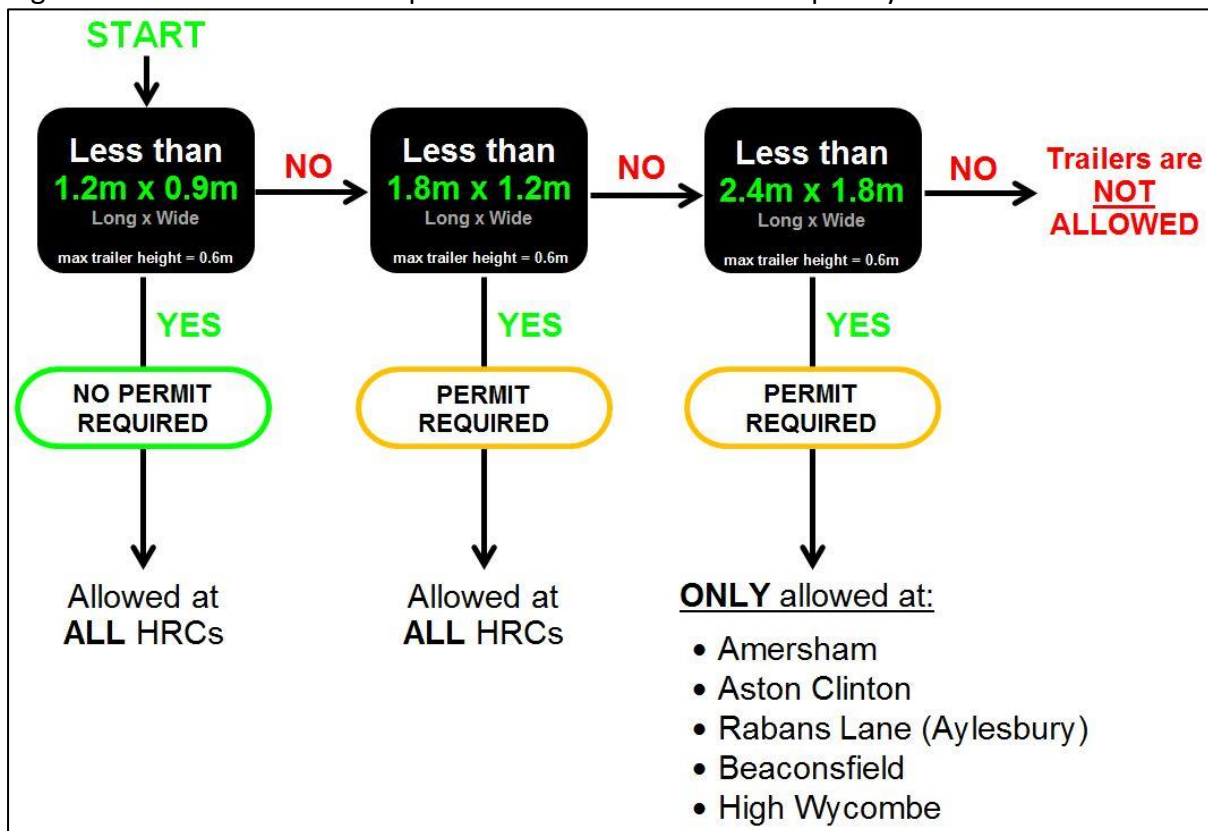 START
Less than
1.2m x 0.9m
Long x Wide
max trailer height = 0.6m
NO
Less than
1.8m x 1.2m
Long x Wide
max trailer height = 0.6m
NO
Less than
2.4m x 1.8m
Long x Wide
max trailer height = 0.6m
NO
Trailers are
NOT
ALLOWED
YES
NO PERMIT
REQUIRED
Allowed at
ALL HRCs
YES
PERMIT
REQUIRED
Allowed at
ALL HRCs
YES
PERMIT
REQUIRED
ONLY allowed at:
• Amersham
• Aston Clinton
• Rabans Lane (Aylesbury)
• Beaconsfield
• High Wycombe